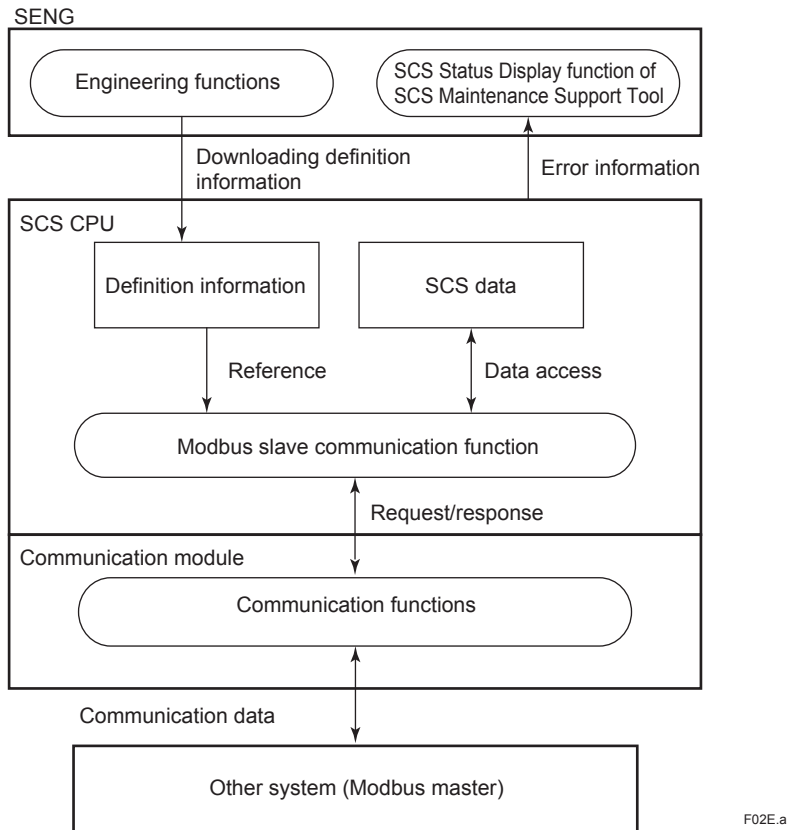 SENG
Engineering functions
SCS Status Display function of
SCS Maintenance Support Tool
Downloading definition
information
Error information
SCS CPU
Definition information
SCS data
Reference
Data access
Modbus slave communication function
Request/response
Communication module
Communication functions
Communication data
Other system (Modbus master)
F02E.a